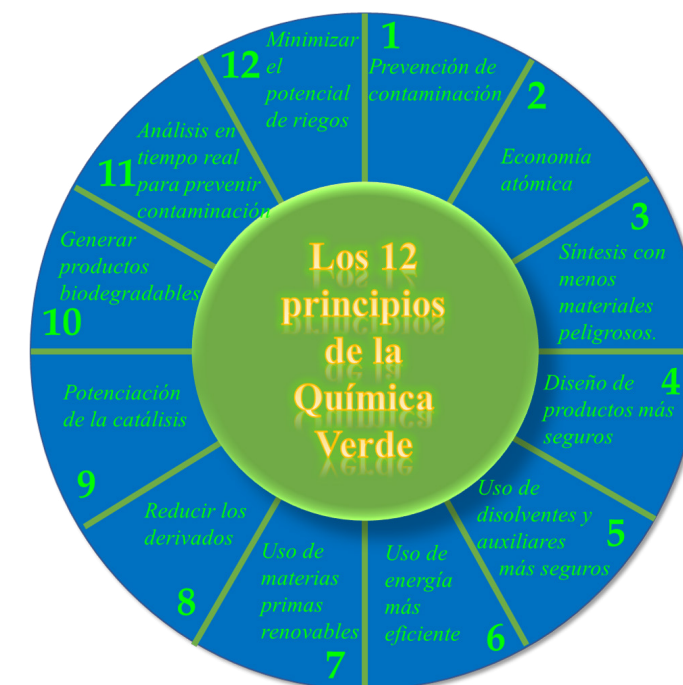 Los 12
principios
de la
Química
Verde
1
Prevención de
contaminación
2
Economía
atómica
3
Síntesis con
menos
materiales
peligrosos.
4
Diseño de
productos más
seguros
5
Uso de
disolventes y
auxiliares
más seguros
6
Uso de
energía
más
eficiente
7
Uso de
materias
primas
renovables
8
Reducir los
derivados
9
Potenciación
de la catálisis
10
Generar
productos
biodegradables
11
Análisis en
tiempo real
para prevenir
contaminación
12
Minimizar
el
potencial
de riegos